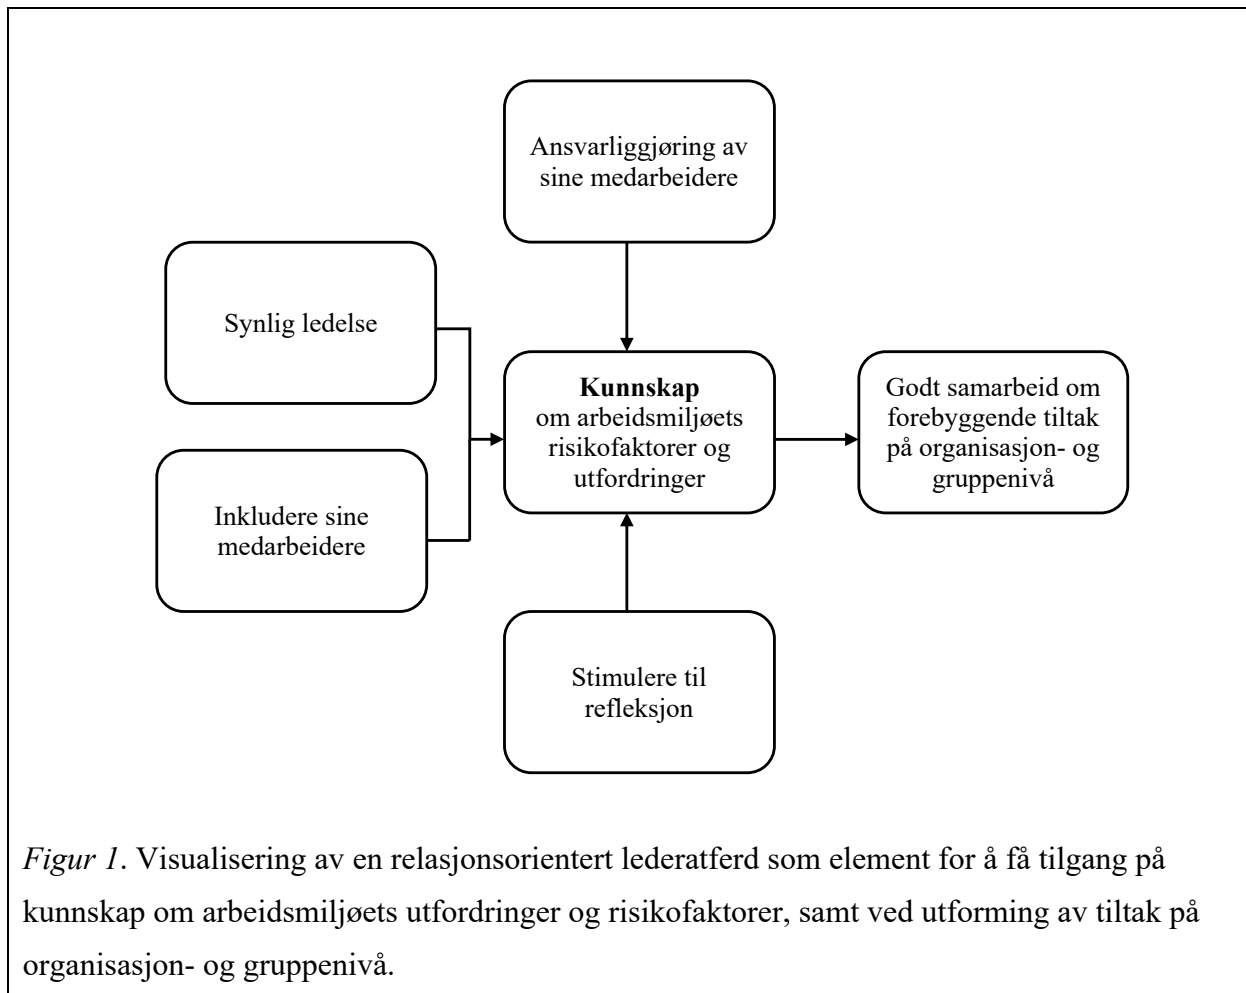 Ansvarliggjøring av
sine medarbeidere
Synlig ledelse
Inkludere sine
medarbeidere
Kunnskap
om arbeidsmiljøets
risikofaktorer og
utfordringer
Godt samarbeid om
forebyggende tiltak
på organisasjon- og
gruppenivå
Stimulere til
refleksjon
Figur 1. Visualisering av en relasjonsorientert lederatferd som element for å få tilgang på
kunnskap om arbeidsmiljøets utfordringer og risikofaktorer, samt ved utforming av tiltak på
organisasjon- og gruppenivå.